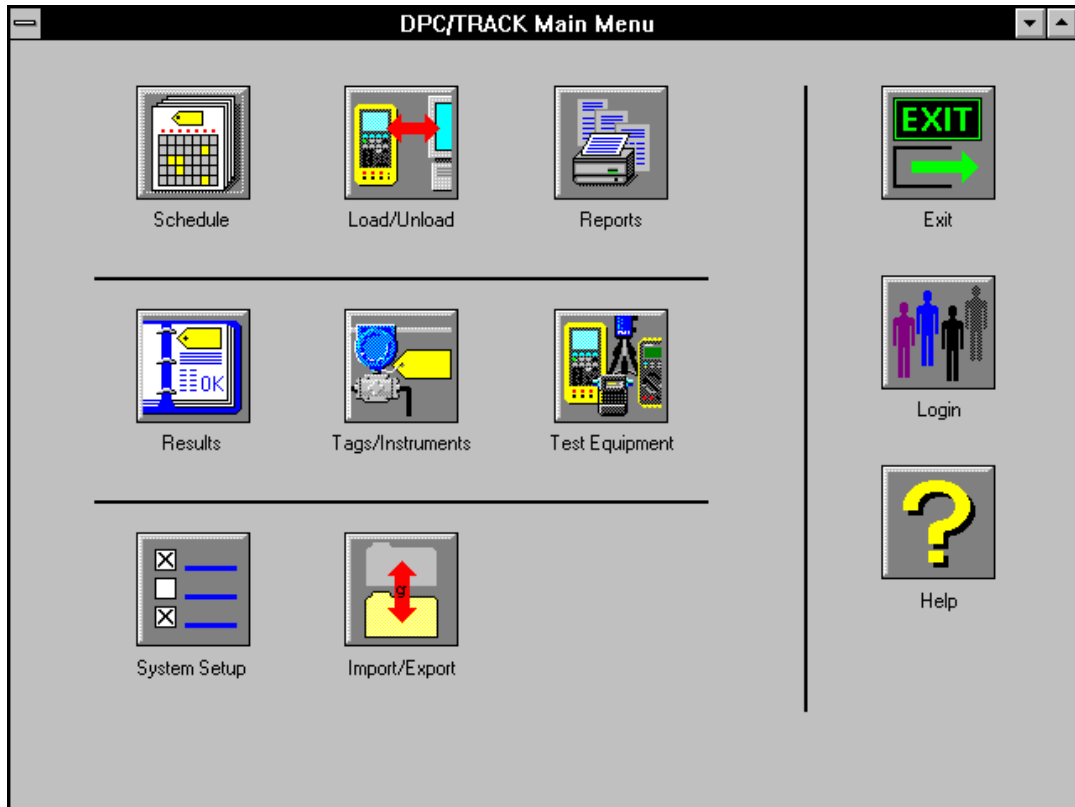 DPC/TRACK Main Menu
EXIT
Schedule
Load/Unload
Reports
Exit
OK
Results
Tags/Instruments
Test Equipment
Login
?
System Setup
Import/Export
Help